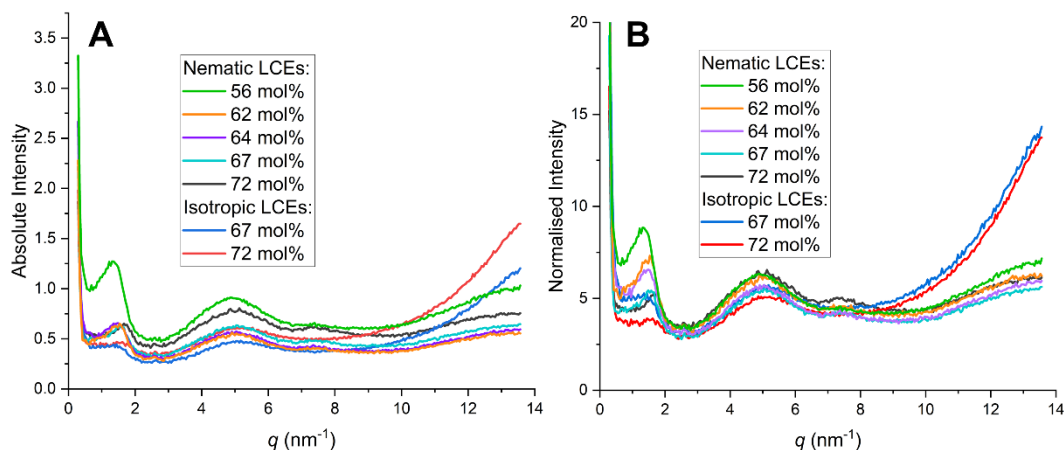 A
Absolute Intensity
3.5
3.0
2.5
2.0
1.5
1.0
0.5
0.0
Nematic LCEs:
56 mol%
62 mol%
64 mol%
67 mol%
72 mol%
Isotropic LCEs:
67 mol%
72 mol%
0 2 4 6 8 10 12 14
q (nm⁻¹)
B
Normalised Intensity
20
15
10
5
0
Nematic LCEs:
56 mol%
62 mol%
64 mol%
67 mol%
72 mol%
Isotropic LCEs:
67 mol%
72 mol%
0 2 4 6 8 10 12 14
q (nm⁻¹)